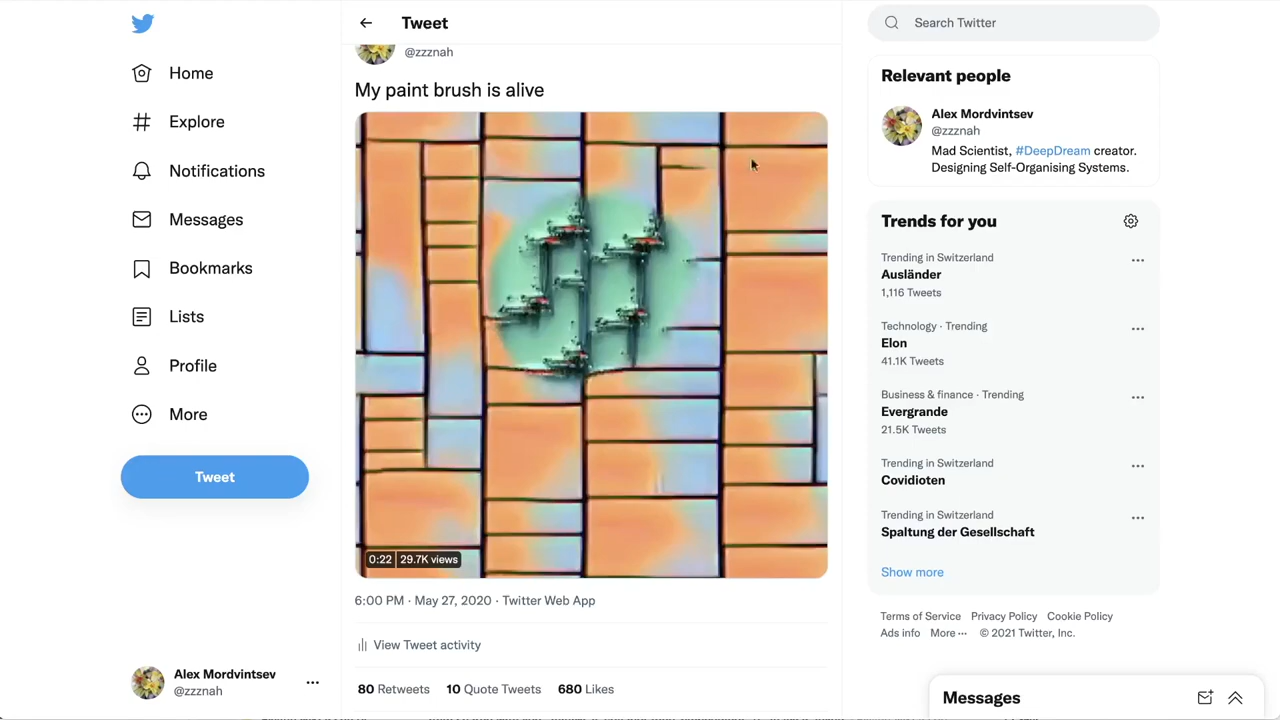 Home
Explore
Notifications
Messages
Bookmarks
Lists
Profile
More
Tweet
Alex Mordvintsev
@zzznah
Tweet
@zzznah
My paint brush is alive
0:22 29.7K views
6:00 PM · May 27, 2020 · Twitter Web App
View Tweet activity
80 Retweets 10 Quote Tweets 680 Likes
Search Twitter
Relevant people
Alex Mordvintsev
@zzznah
Mad Scientist, #DeepDream creator.
Designing Self-Organising Systems.
Trends for you
Trending in Switzerland
Ausländer
1,116 Tweets
Technology · Trending
Elon
41.1K Tweets
Business & finance · Trending
Evergrande
21.5K Tweets
Trending in Switzerland
Covidioten
Trending in Switzerland
Spaltung der Gesellschaft
Show more
Terms of Service Privacy Policy Cookie Policy
Ads info More ··· © 2021 Twitter, Inc.
Messages